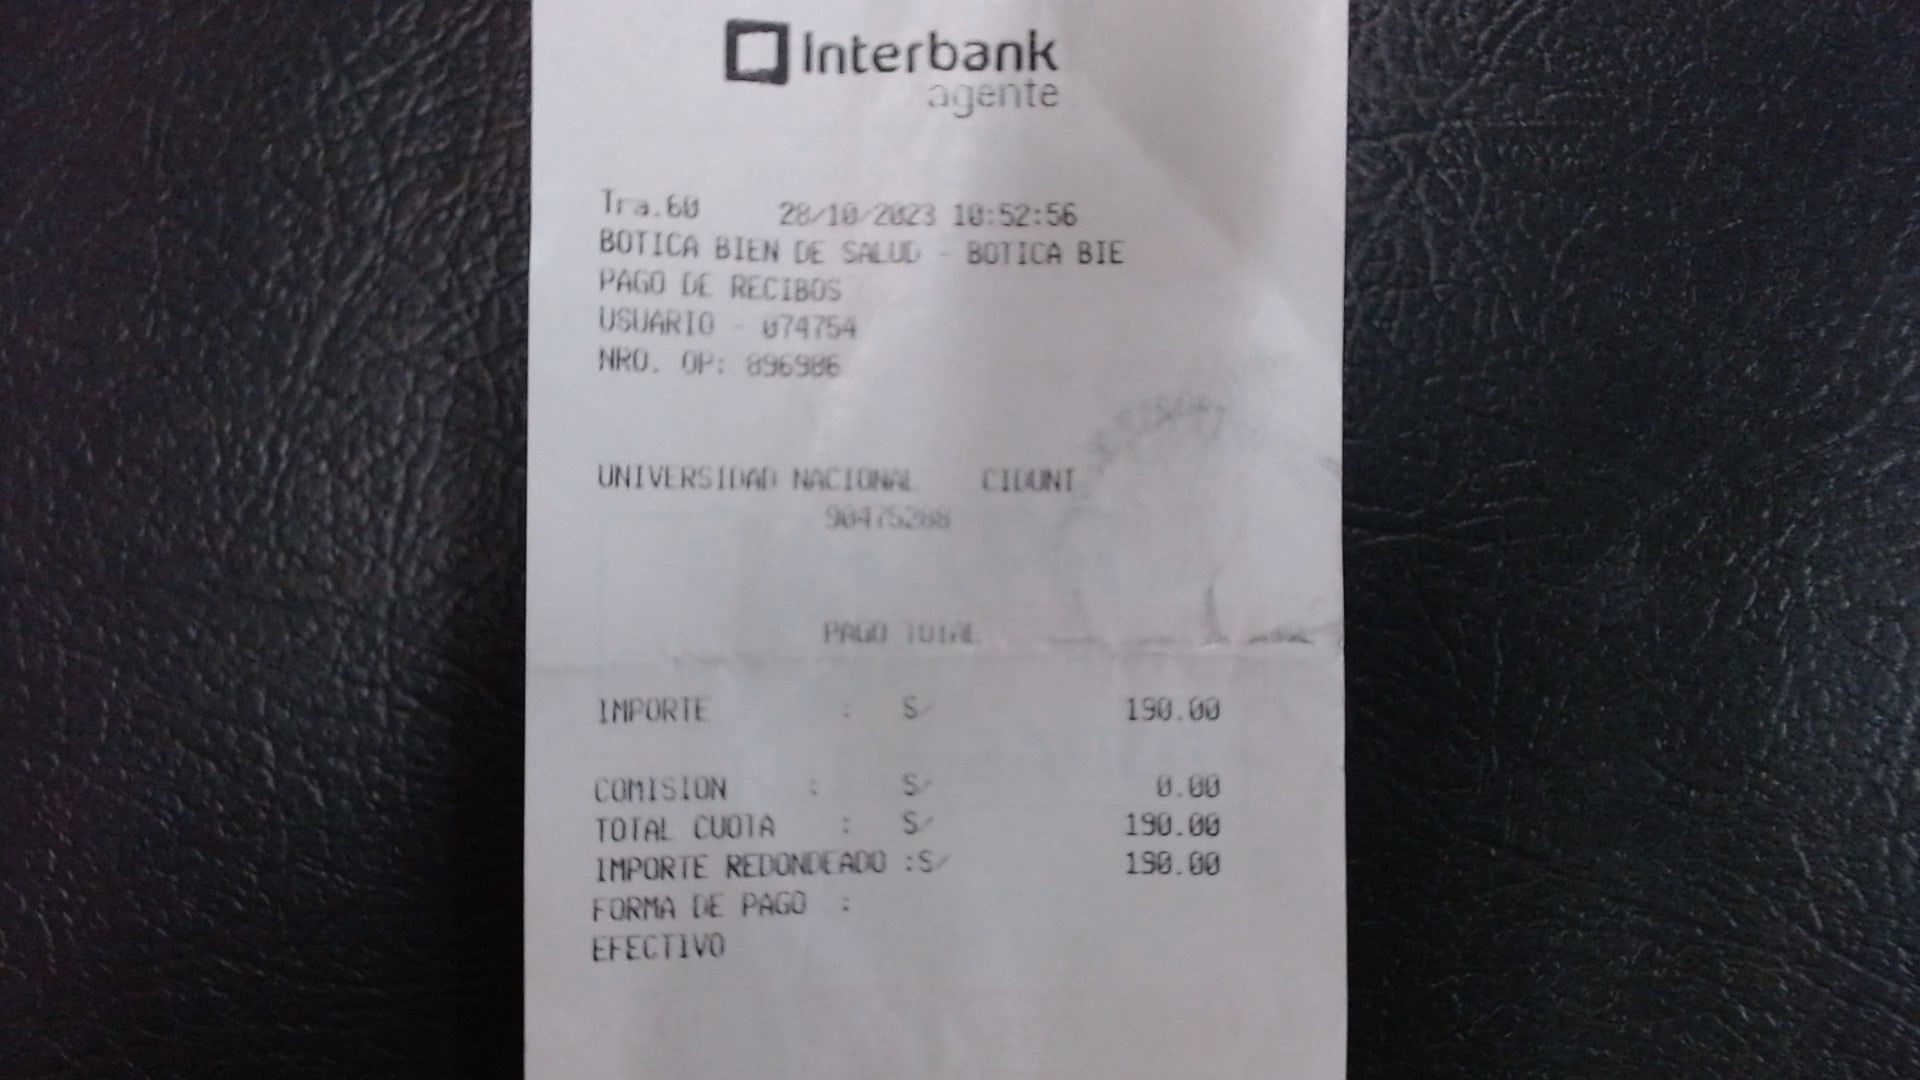 Interbank
agente
Tra.60 28/10/2023 10:52:56
BOTICA BIEN DE SALUD - BOTICA BIE
PAGO DE RECIBOS
USUARIO - 074754
NRO. OP: 896986
UNIVERSIDAD NACIONAL CIDUNT
90475288
PAGO TOTAL
IMPORTE : S/ 190.00
COMISION : S/ 0.00
TOTAL CUOTA : S/ 190.00
IMPORTE REDONDEADO :S/ 190.00
FORMA DE PAGO :
EFECTIVO